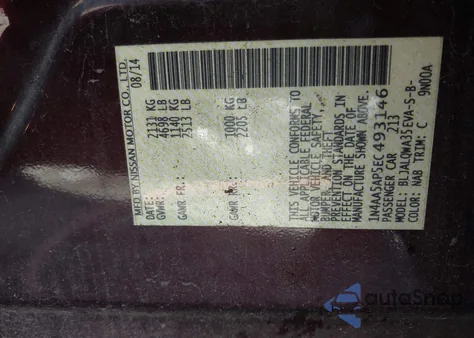 MFD BY NISSAN MOTOR CO., LTD.
DATE: 08/14
GVWR: 2131 KG
4698 LB
GAWR FR.: 1140 KG
2513 LB
GAWR RR.: 1000 KG
2205 LB
THIS VEHICLE CONFORMS TO
ALL APPLICABLE FEDERAL
MOTOR VEHICLE SAFETY,
BUMPER, AND THEFT
PREVENTION STANDARDS IN
EFFECT ON THE DATE OF
MANUFACTURE SHOWN ABOVE.
1N4AA5AP5EC493146
PASSENGER CAR 213
MODEL: BLJALQWA35EVA-S-B-
COLOR: NAB TRIM: C 9N00A
autoSnap